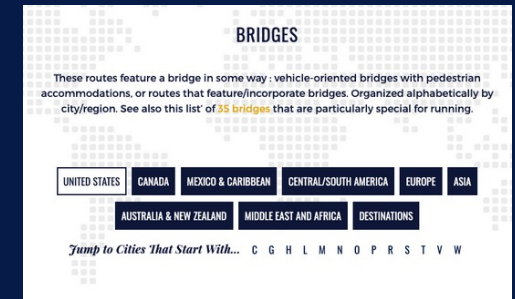 BRIDGES
These routes feature a bridge in some way : vehicle-oriented bridges with pedestrian
accommodations, or routes that feature/incorporate bridges. Organized alphabetically by
city/region. See also this list' of 35 bridges that are particularly special for running.
UNITED STATES CANADA MEXICO & CARIBBEAN CENTRAL/SOUTH AMERICA EUROPE ASIA
AUSTRALIA & NEW ZEALAND MIDDLE EAST AND AFRICA DESTINATIONS
Jump to Cities That Start With... C G H L M N O P R S T V W